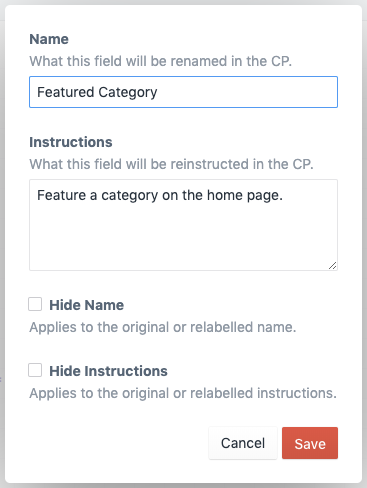 Name
What this field will be renamed in the CP.
Featured Category
Instructions
What this field will be reinstructed in the CP.
Feature a category on the home page.
Hide Name
Applies to the original or relabelled name.
Hide Instructions
Applies to the original or relabelled instructions.
Cancel
Save